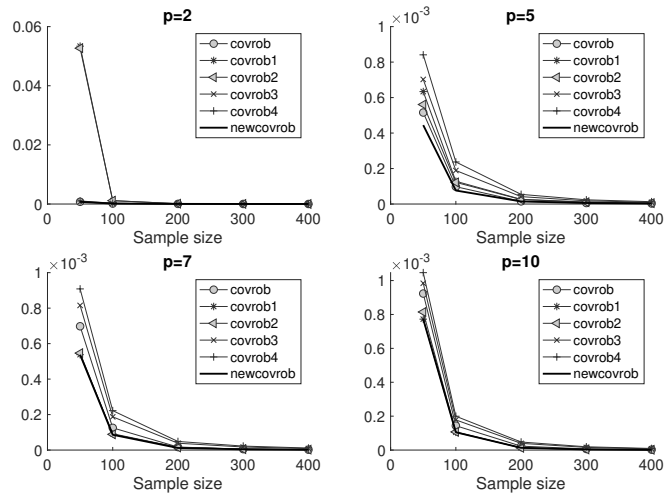 p=2
0.06
0.04
0.02
0
0
100
200
300
400
Sample size
covrob
covrob1
covrob2
covrob3
covrob4
newcovrob
p=5
×10-3
1
0.8
0.6
0.4
0.2
0
0
100
200
300
400
Sample size
covrob
covrob1
covrob2
covrob3
covrob4
newcovrob
p=7
×10-3
1
0.8
0.6
0.4
0.2
0
0
100
200
300
400
Sample size
covrob
covrob1
covrob2
covrob3
covrob4
newcovrob
p=10
×10-3
1
0.8
0.6
0.4
0.2
0
0
100
200
300
400
Sample size
covrob
covrob1
covrob2
covrob3
covrob4
newcovrob